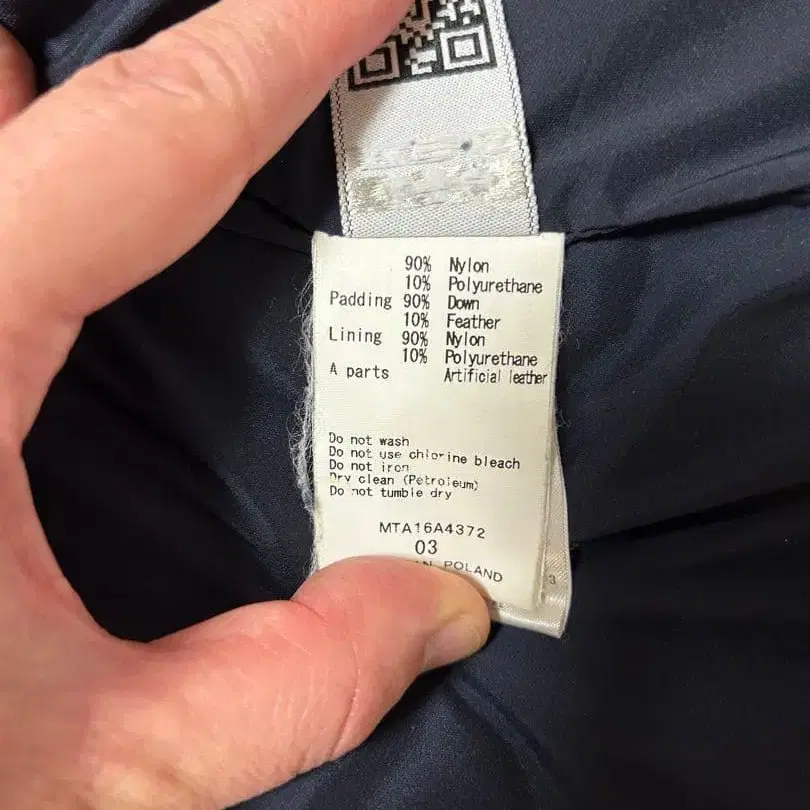 90% Nylon
10% Polyurethane
Padding 90% Down
10% Feather
Lining 90% Nylon
10% Polyurethane
A parts Artificial leather
Do not wash
Do not use chlorine bleach
Do not iron
Dry clean (Petroleum)
Do not tumble dry
MTA16A4372
03
POLAND
3